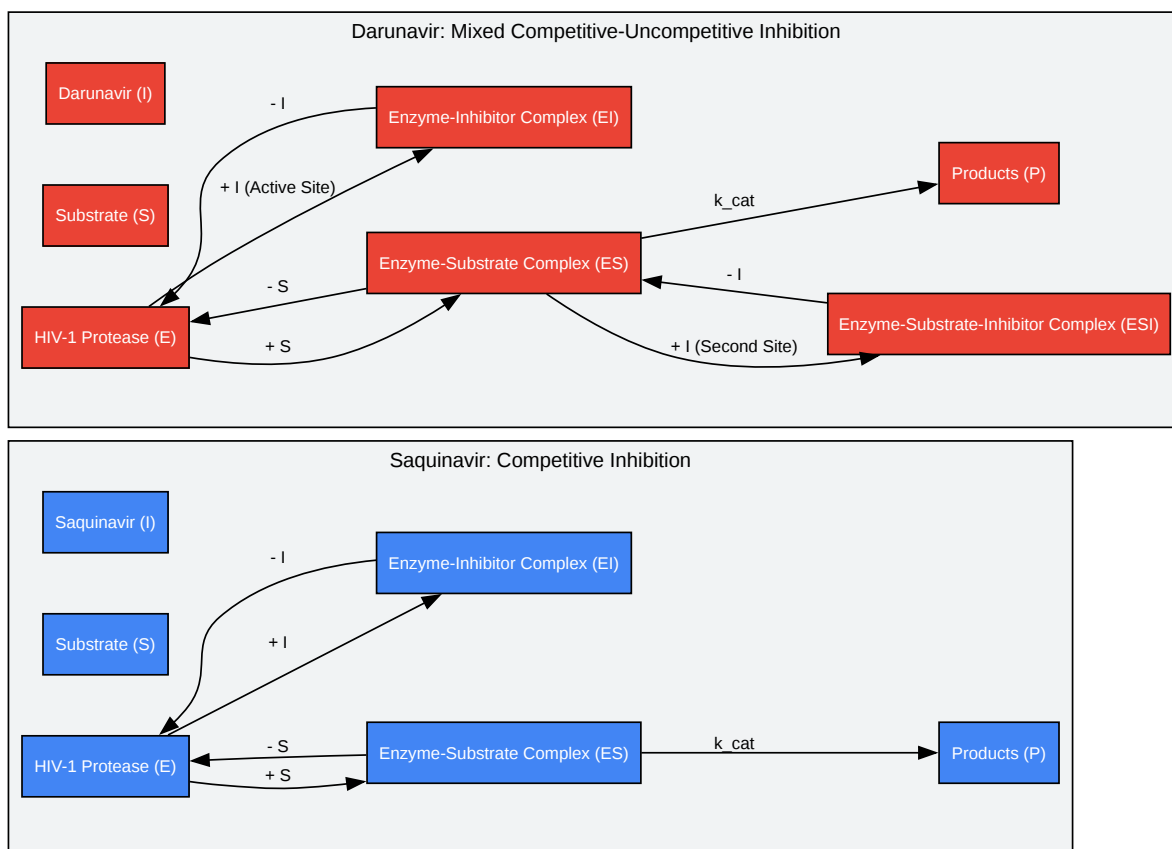 Darunavir: Mixed Competitive-Uncompetitive Inhibition
Darunavir (I)
- I
Enzyme-Inhibitor Complex (EI)
+ I (Active Site)
Products (P)
Substrate (S)
k_cat
Enzyme-Substrate Complex (ES)
- S
- I
HIV-1 Protease (E)
Enzyme-Substrate-Inhibitor Complex (ESI)
+ S
+ I (Second Site)
Saquinavir: Competitive Inhibition
Saquinavir (I)
- I
Enzyme-Inhibitor Complex (EI)
Substrate (S)
+ I
- S
k_cat
HIV-1 Protease (E)
Enzyme-Substrate Complex (ES)
Products (P)
+ S